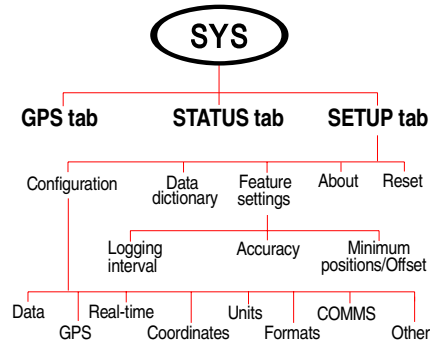 SYS
GPS tab STATUS tab SETUP tab
Configuration Data dictionary Feature settings About Reset
Logging interval Accuracy Minimum positions/Offset
Data Real-time Units COMMS
GPS Coordinates Formats Other